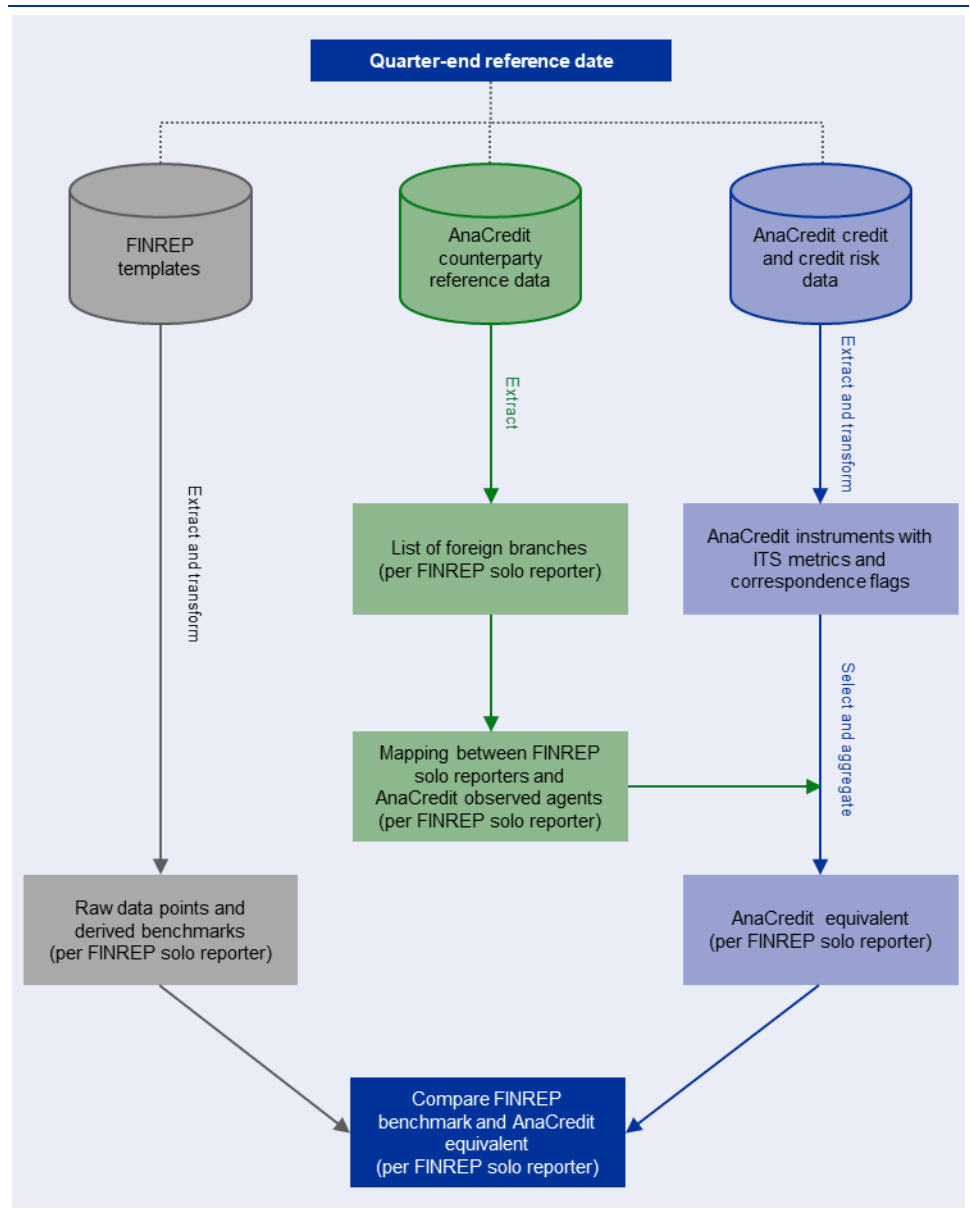 Quarter-end reference date
FINREP
templates
AnaCredit
counterparty
reference data
AnaCredit credit
and credit risk
data
Extract and transform
Extract
Extract and transform
List of foreign branches
(per FINREP solo reporter)
AnaCredit instruments with
ITS metrics and
correspondence flags
Select and aggregate
Mapping between FINREP
solo reporters and
AnaCredit observed agents
(per FINREP solo reporter)
Raw data points and
derived benchmarks
(per FINREP solo reporter)
AnaCredit equivalent
(per FINREP solo reporter)
Compare FINREP
benchmark and AnaCredit
equivalent
(per FINREP solo reporter)